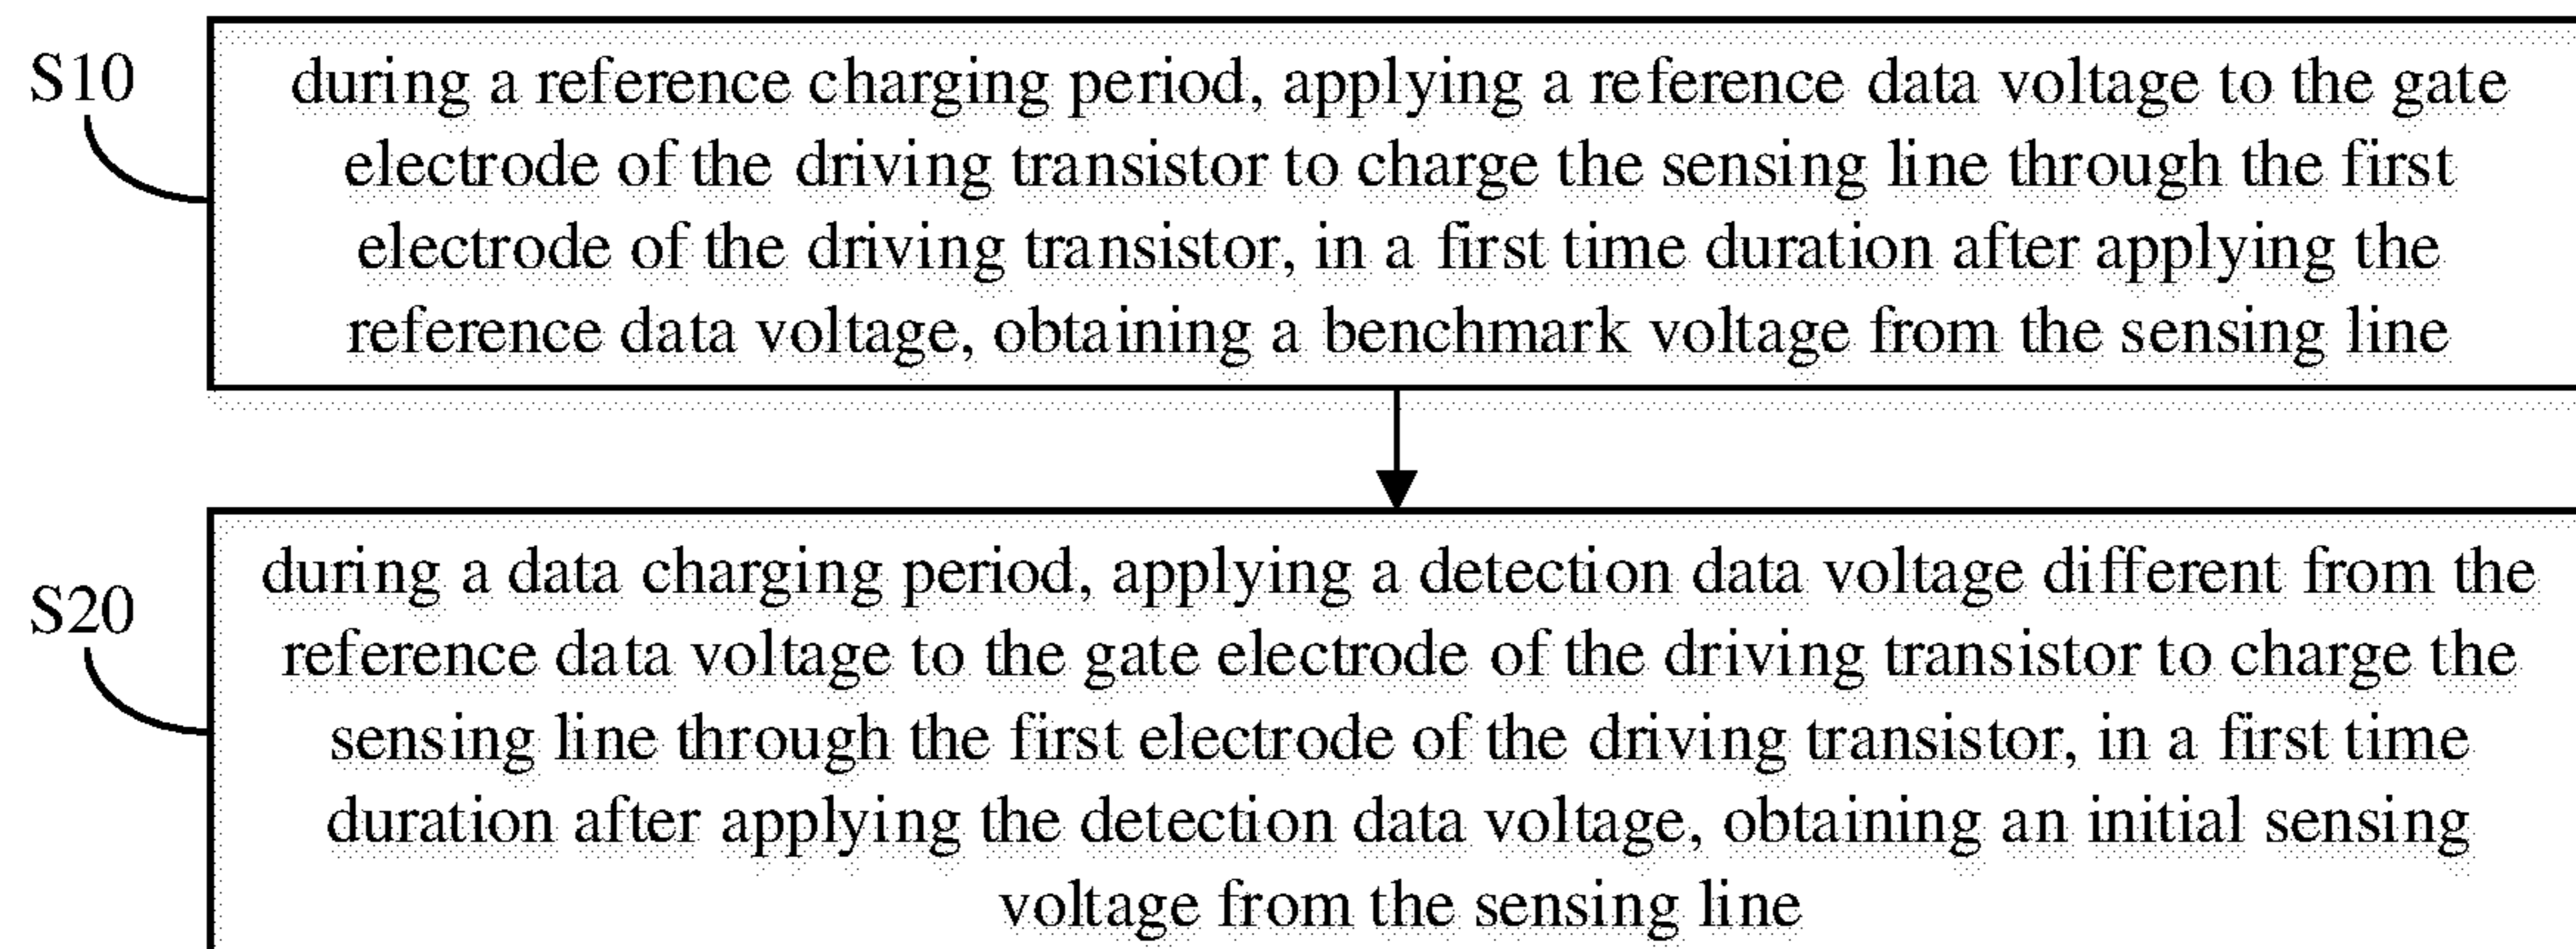 S10
during a reference charging period, applying a reference data voltage to the gate
electrode of the driving transistor to charge the sensing line through the first
electrode of the driving transistor, in a first time duration after applying the
reference data voltage, obtaining a benchmark voltage from the sensing line
S20
during a data charging period, applying a detection data voltage different from the
reference data voltage to the gate electrode of the driving transistor to charge the
sensing line through the first electrode of the driving transistor, in a first time
duration after applying the detection data voltage, obtaining an initial sensing
voltage from the sensing line